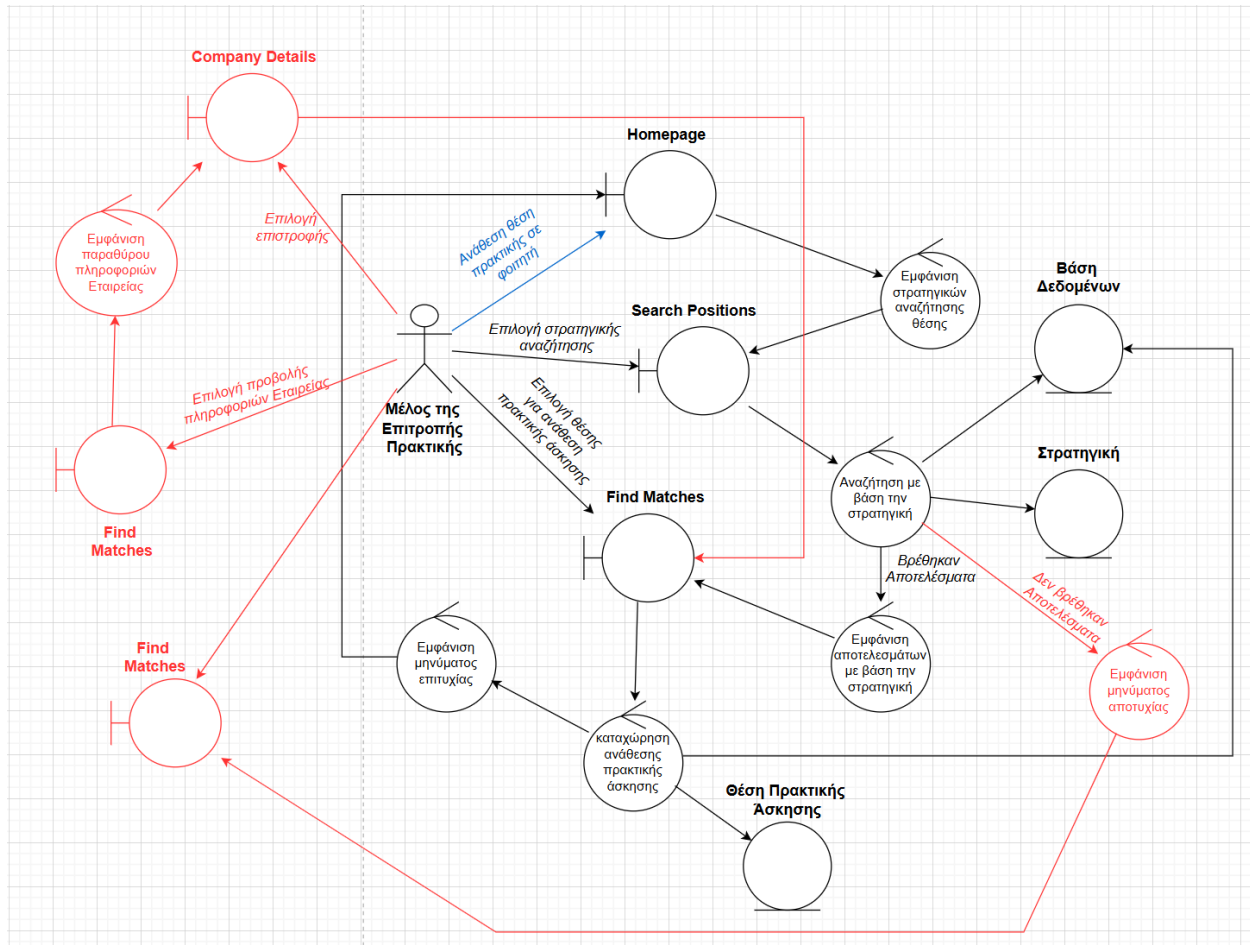 Company Details
Homepage
Επιλογή
επιστροφής
Ανάθεση θέση
πρακτικής σε
φοιτητή
Εμφάνιση
παραθύρου
πληροφοριών
Εταιρείας
Εμφάνιση
στρατηγικών
αναζήτησης
θέσης
Βάση
Δεδομένων
Search Positions
Επιλογή στρατηγικής
αναζήτησης
Επιλογή προβολής
πληροφοριών Εταιρείας
Μέλος της
Επιτροπής
Πρακτικής
Επιλογή θέσης
για ανάθεση
πρακτικής άσκησης
Στρατηγική
Αναζήτηση με
βάση την
στρατηγική
Find Matches
Find
Matches
Βρέθηκαν
Αποτελέσματα
Δεν βρέθηκαν
Αποτελέσματα
Find
Matches
Εμφάνιση
μηνύματος
επιτυχίας
Εμφάνιση
αποτελεσμάτων
με βάση την
στρατηγική
Εμφάνιση
μηνύματος
αποτυχίας
καταχώρηση
ανάθεσης
πρακτικής
άσκησης
Θέση Πρακτικής
Άσκησης